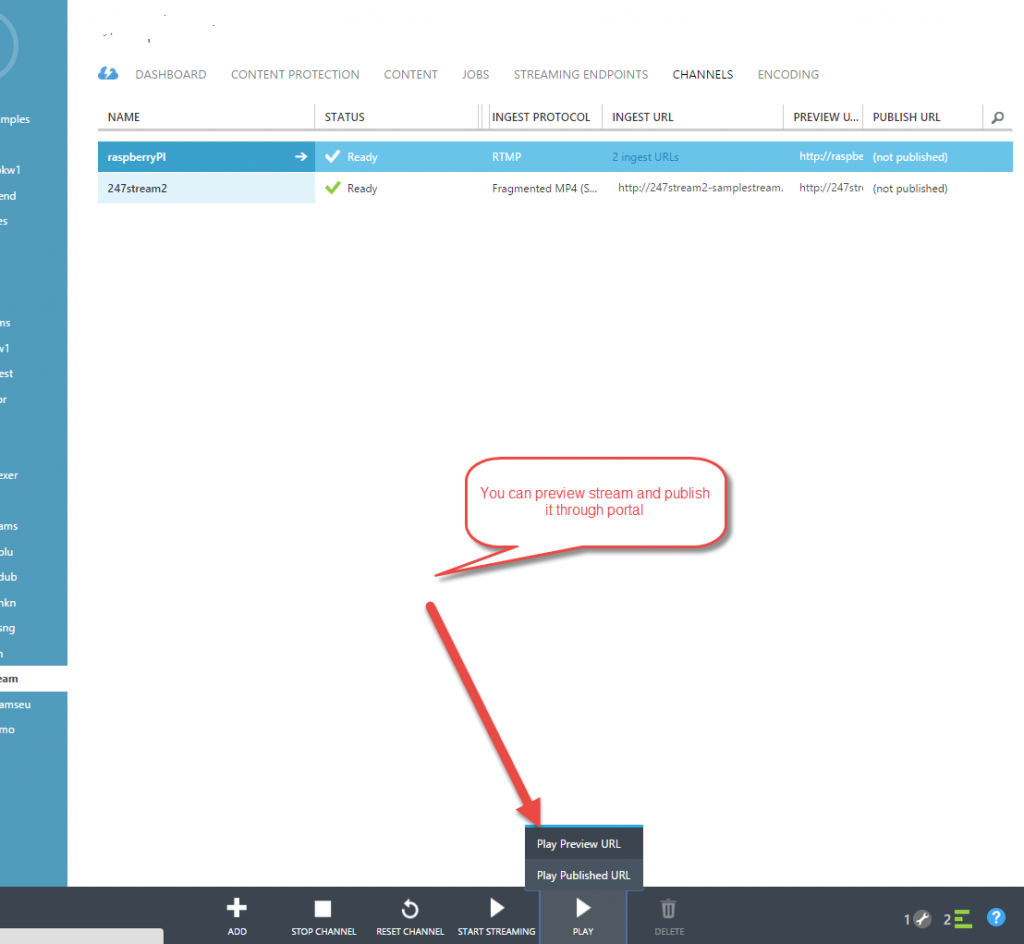 DASHBOARD CONTENT PROTECTION CONTENT JOBS STREAMING ENDPOINTS CHANNELS ENCODING
NAME STATUS INGEST PROTOCOL INGEST URL PREVIEW U... PUBLISH URL
raspberryPI Ready RTMP 2 ingest URLs http://raspbe (not published)
247stream2 Ready Fragmented MP4 (S... http://247stream2-samplestream. http://247str (not published)
mples
kw1
end
es
ns
v1
est
or
exer
ams
olu
dub
nkn
sng
n
eam
amseu
mo
You can preview stream and publish
it through portal
Play Preview URL
Play Published URL
ADD STOP CHANNEL RESET CHANNEL START STREAMING PLAY DELETE
1 2 ?